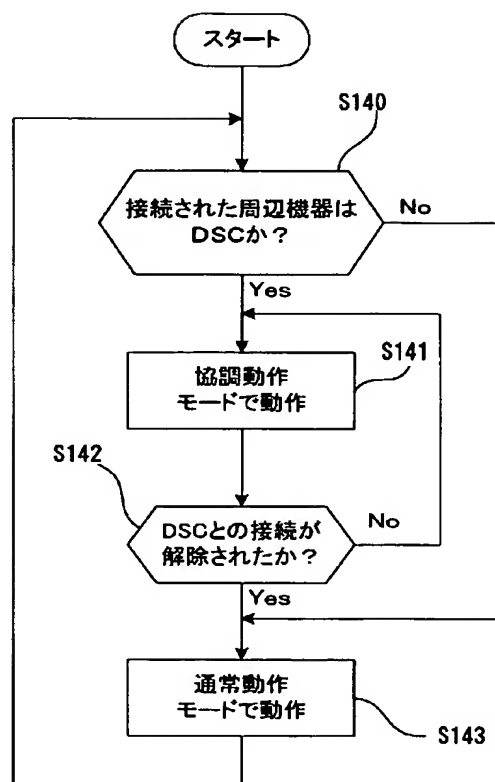 スタート
S140
接続された周辺機器は
DSCか？
No
Yes
S141
協調動作
モードで動作
S142
DSCとの接続が
解除されたか？
No
Yes
通常動作
モードで動作
S143